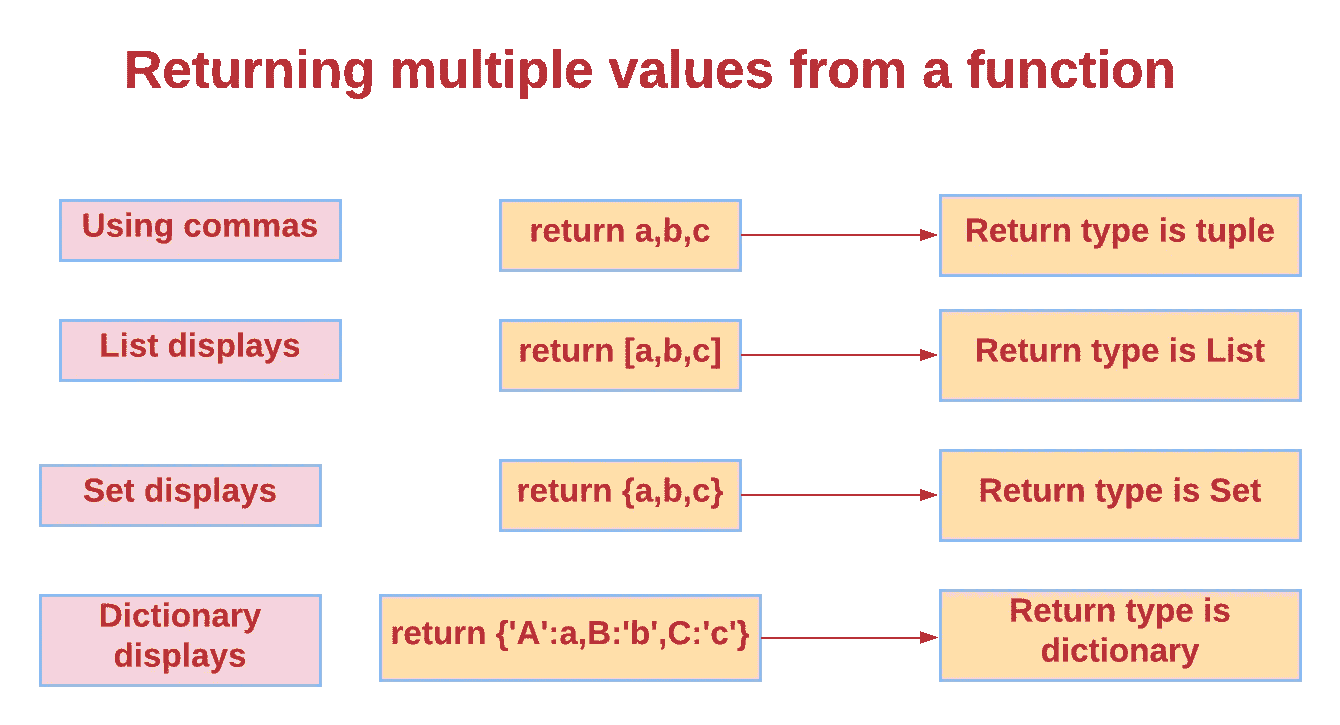 Returning multiple values from a function
Using commas
return a,b,c
Return type is tuple
List displays
return [a,b,c]
Return type is List
Set displays
return {a,b,c}
Return type is Set
Dictionary
displays
return {'A':a,B:'b',C:'c'}
Return type is
dictionary